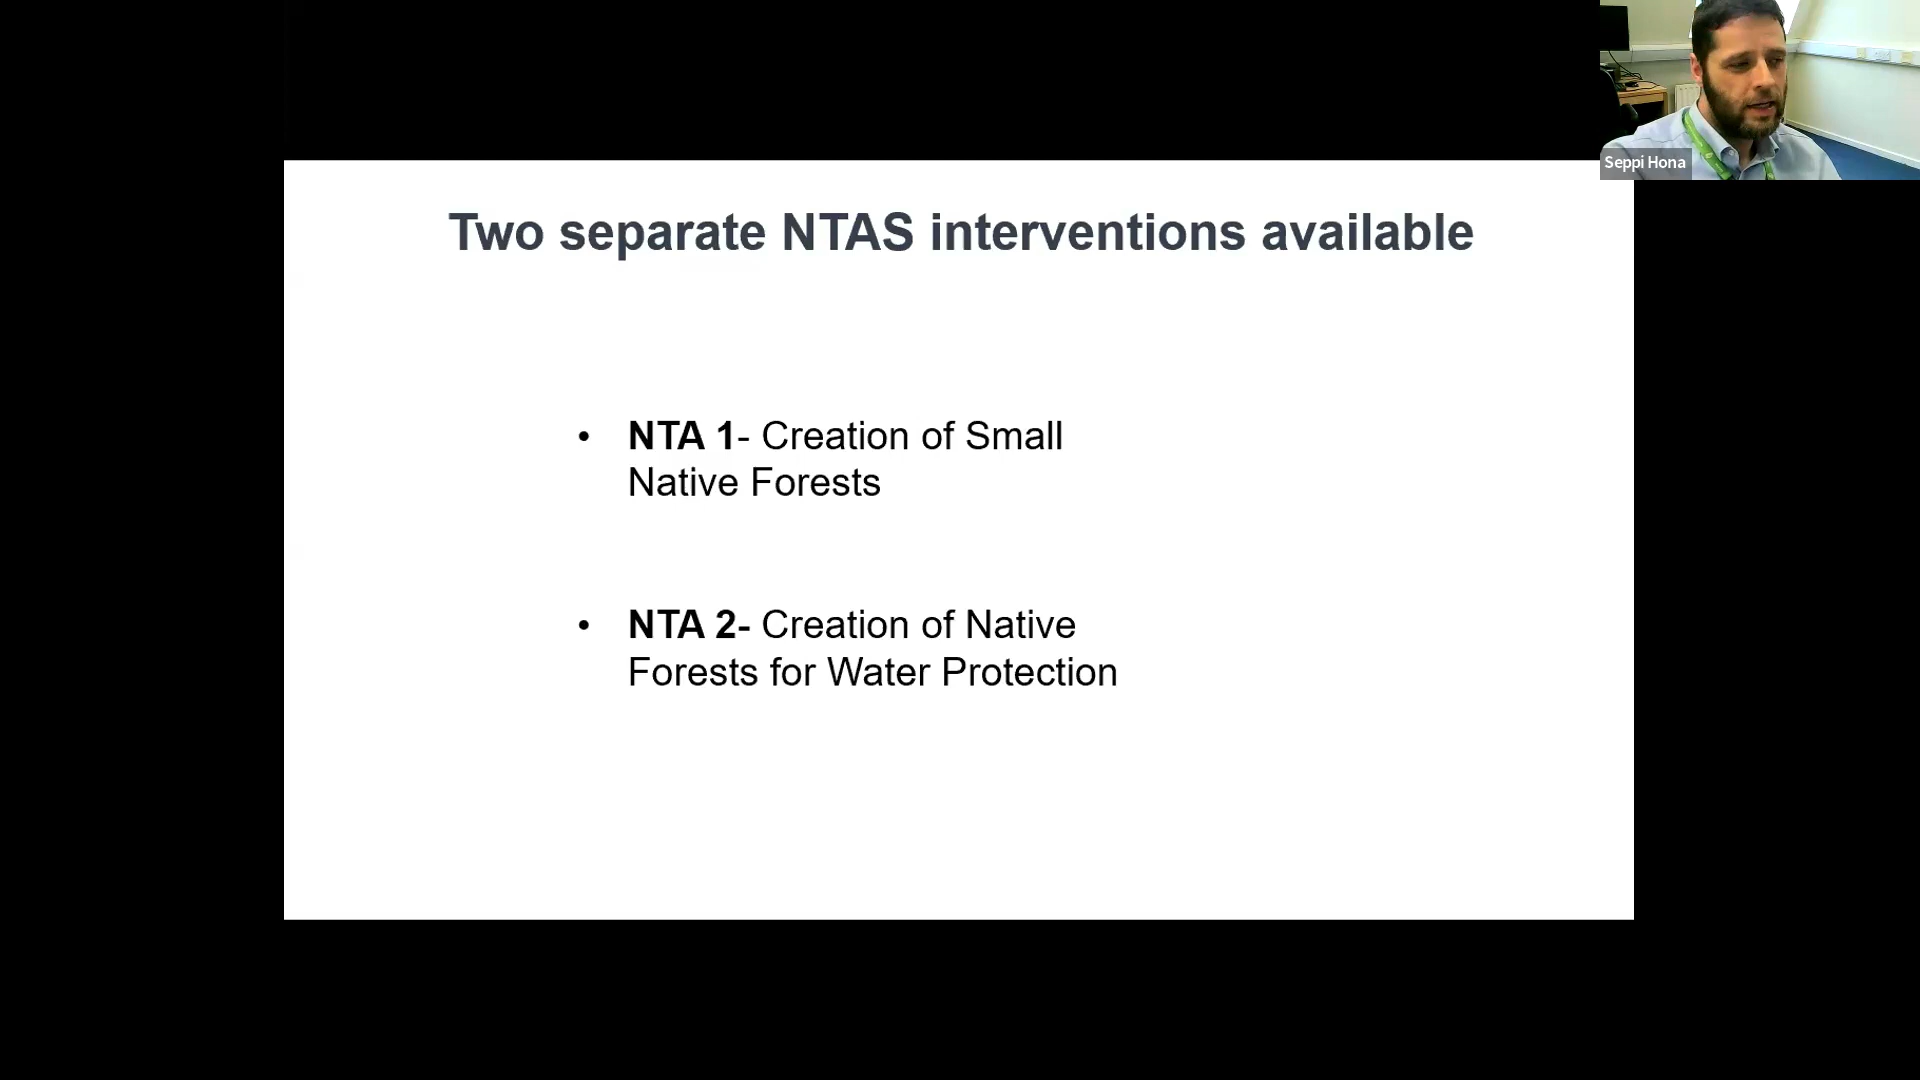 Seppi Hona
Two separate NTAS interventions available
• NTA 1- Creation of Small
Native Forests
• NTA 2- Creation of Native
Forests for Water Protection